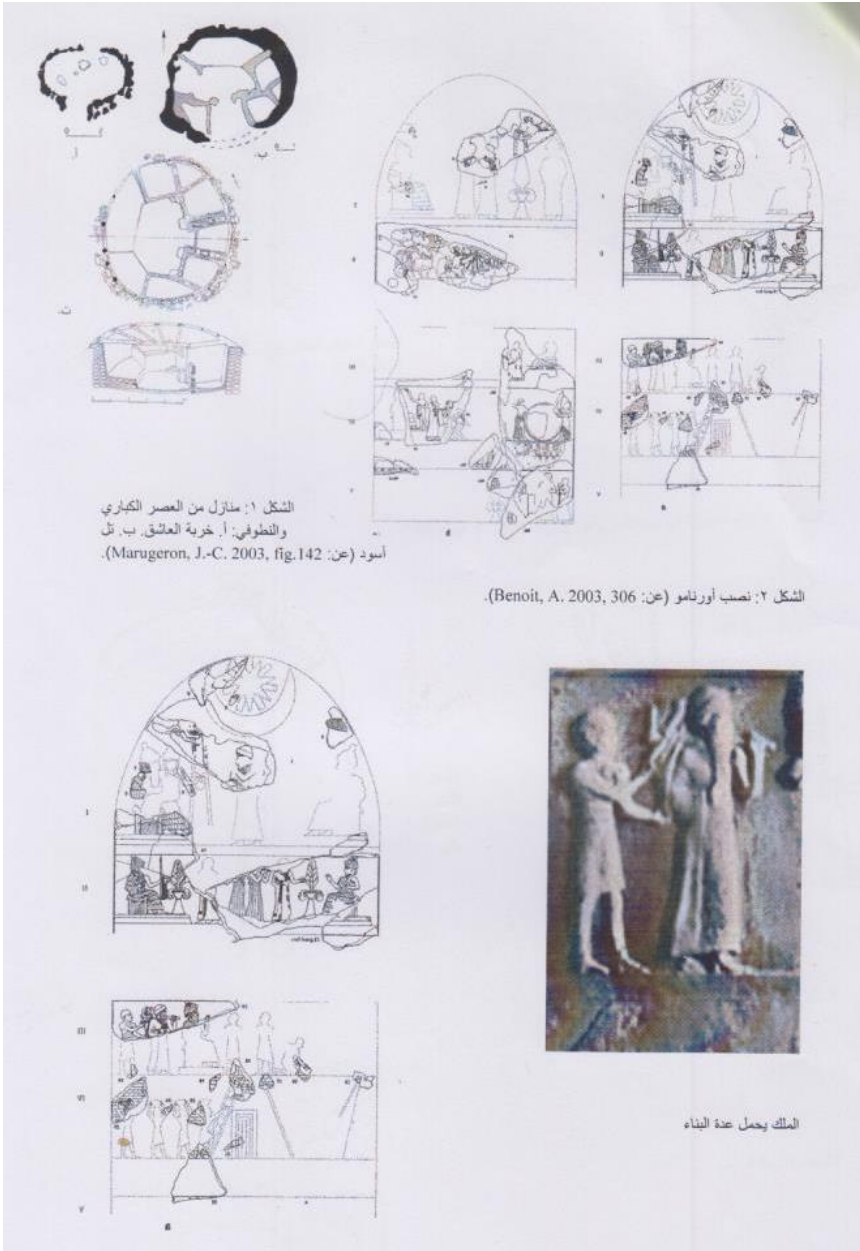 أ.
ب.
ت.
الشكل ١: منازل من العصر الكباري
والنطوفي: أ. خربة العاشق. ب. تل
أسود (عن: Marugeron, J.-C. 2003, fig.142).
الشكل ٢: نصب أورنامو (عن: Benoit, A. 2003, 306).
الملك يحمل عدة البناء